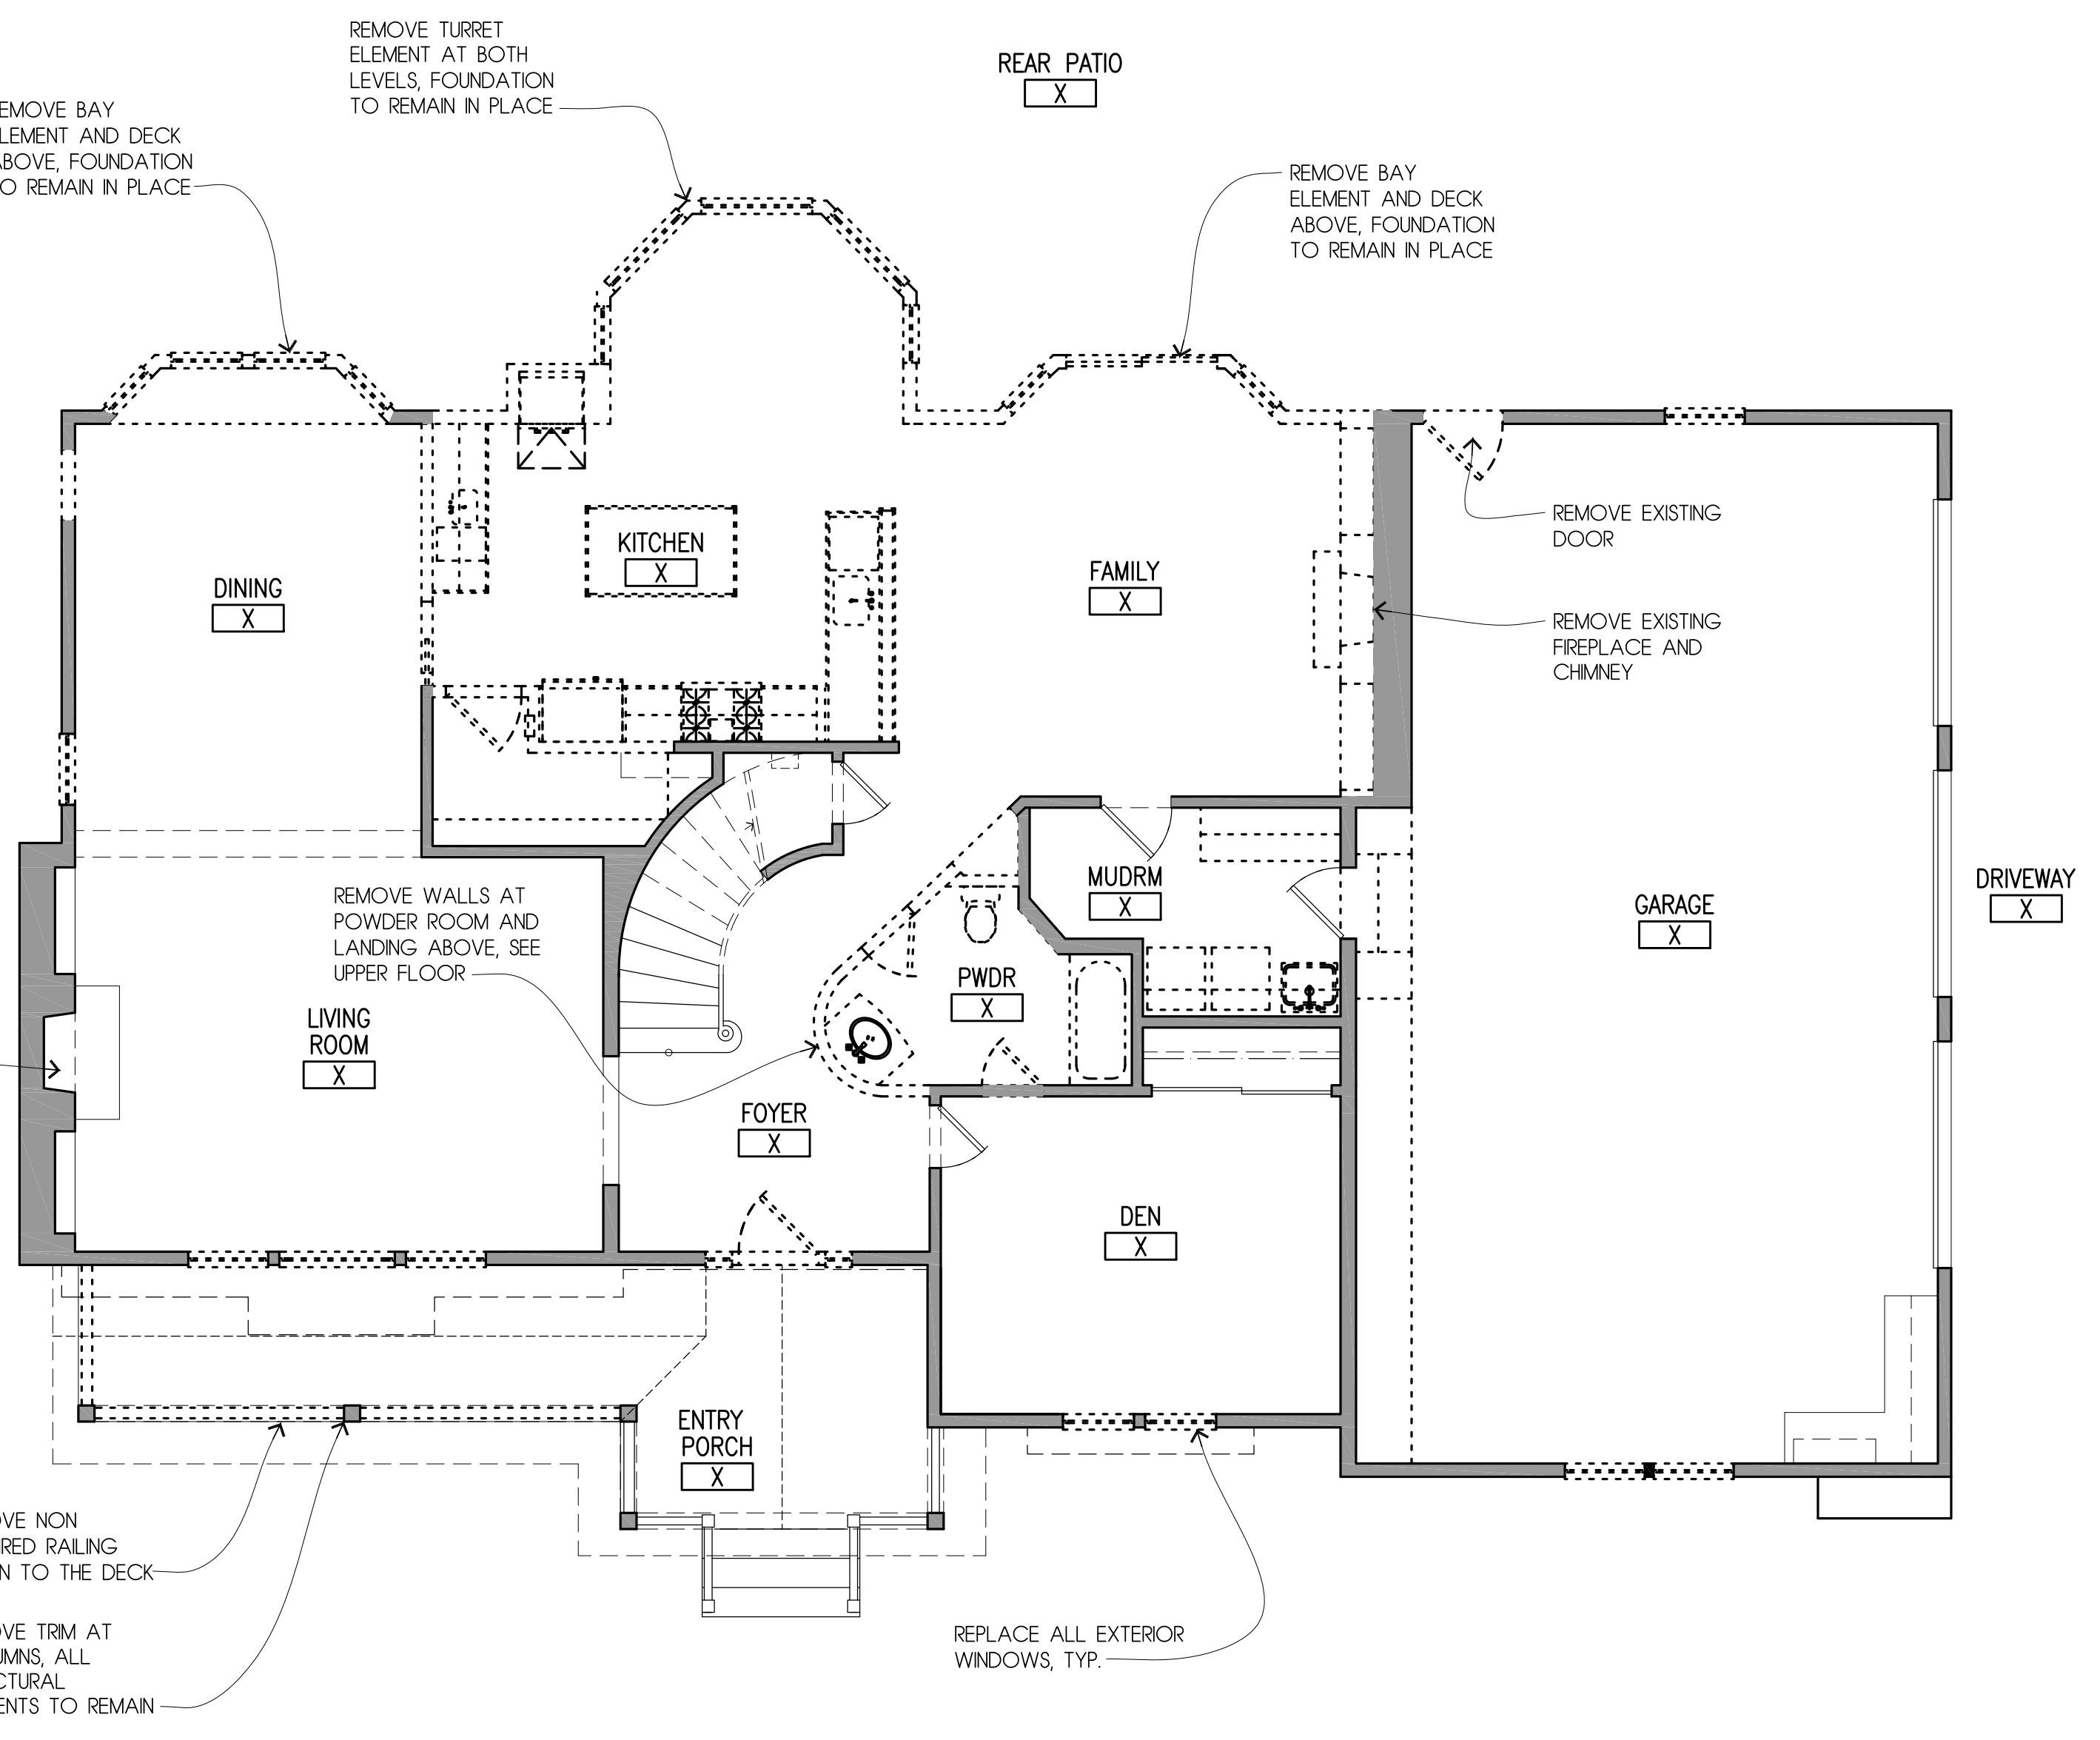 REMOVE TURRET
ELEMENT AT BOTH
LEVELS, FOUNDATION
TO REMAIN IN PLACE
REAR PATIO
X
EMOVE BAY
LEMENT AND DECK
ABOVE, FOUNDATION
O REMAIN IN PLACE
REMOVE BAY
ELEMENT AND DECK
ABOVE, FOUNDATION
TO REMAIN IN PLACE
REMOVE EXISTING
DOOR
KITCHEN
X
DINING
X
FAMILY
X
REMOVE EXISTING
FIREPLACE AND
CHIMNEY
REMOVE WALLS AT
POWDER ROOM AND
LANDING ABOVE, SEE
UPPER FLOOR
MUDRM
X
GARAGE
X
DRIVEWAY
X
PWDR
X
LIVING
ROOM
X
FOYER
X
DEN
X
ENTRY
PORCH
X
OVE NON
IRED RAILING
N TO THE DECK
OVE TRIM AT
UMNS, ALL
CTURAL
ENTS TO REMAIN
REPLACE ALL EXTERIOR
WINDOWS, TYP.